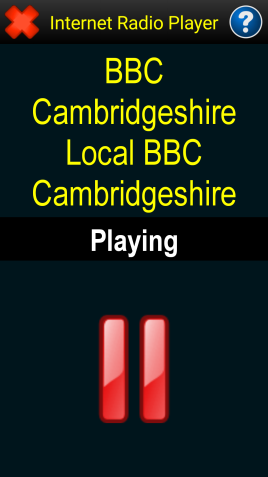 Internet Radio Player
?
BBC
Cambridgeshire
Local BBC
Cambridgeshire
Playing